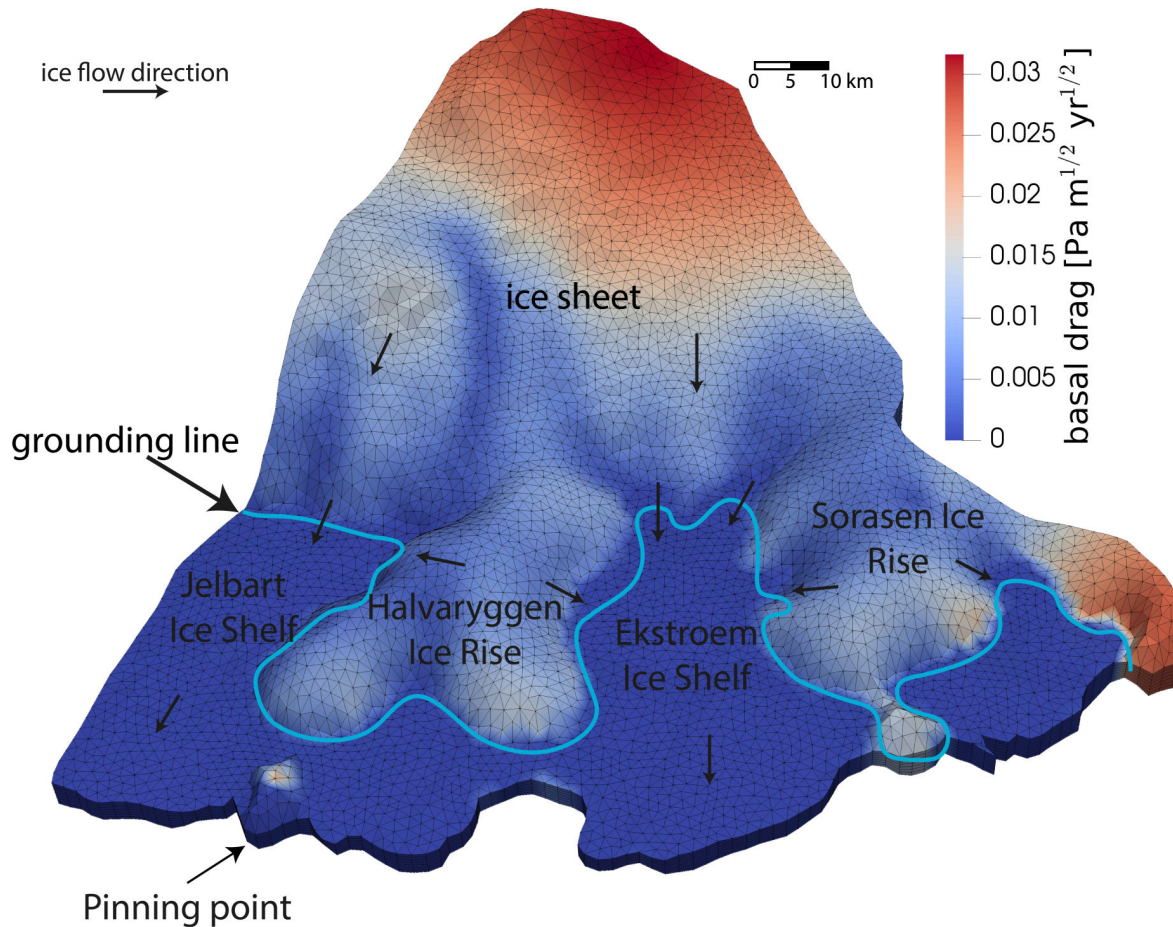 ice flow direction
0 5 10 km
0.03
0.025
0.02
0.015
0.01
0.005
0
basal drag [Pa m^{1/2} yr^{1/2}]
ice sheet
grounding line
Sorasen Ice
Rise
Jelbart
Ice Shelf
Halvaryggen
Ice Rise
Ekstroem
Ice Shelf
Pinning point